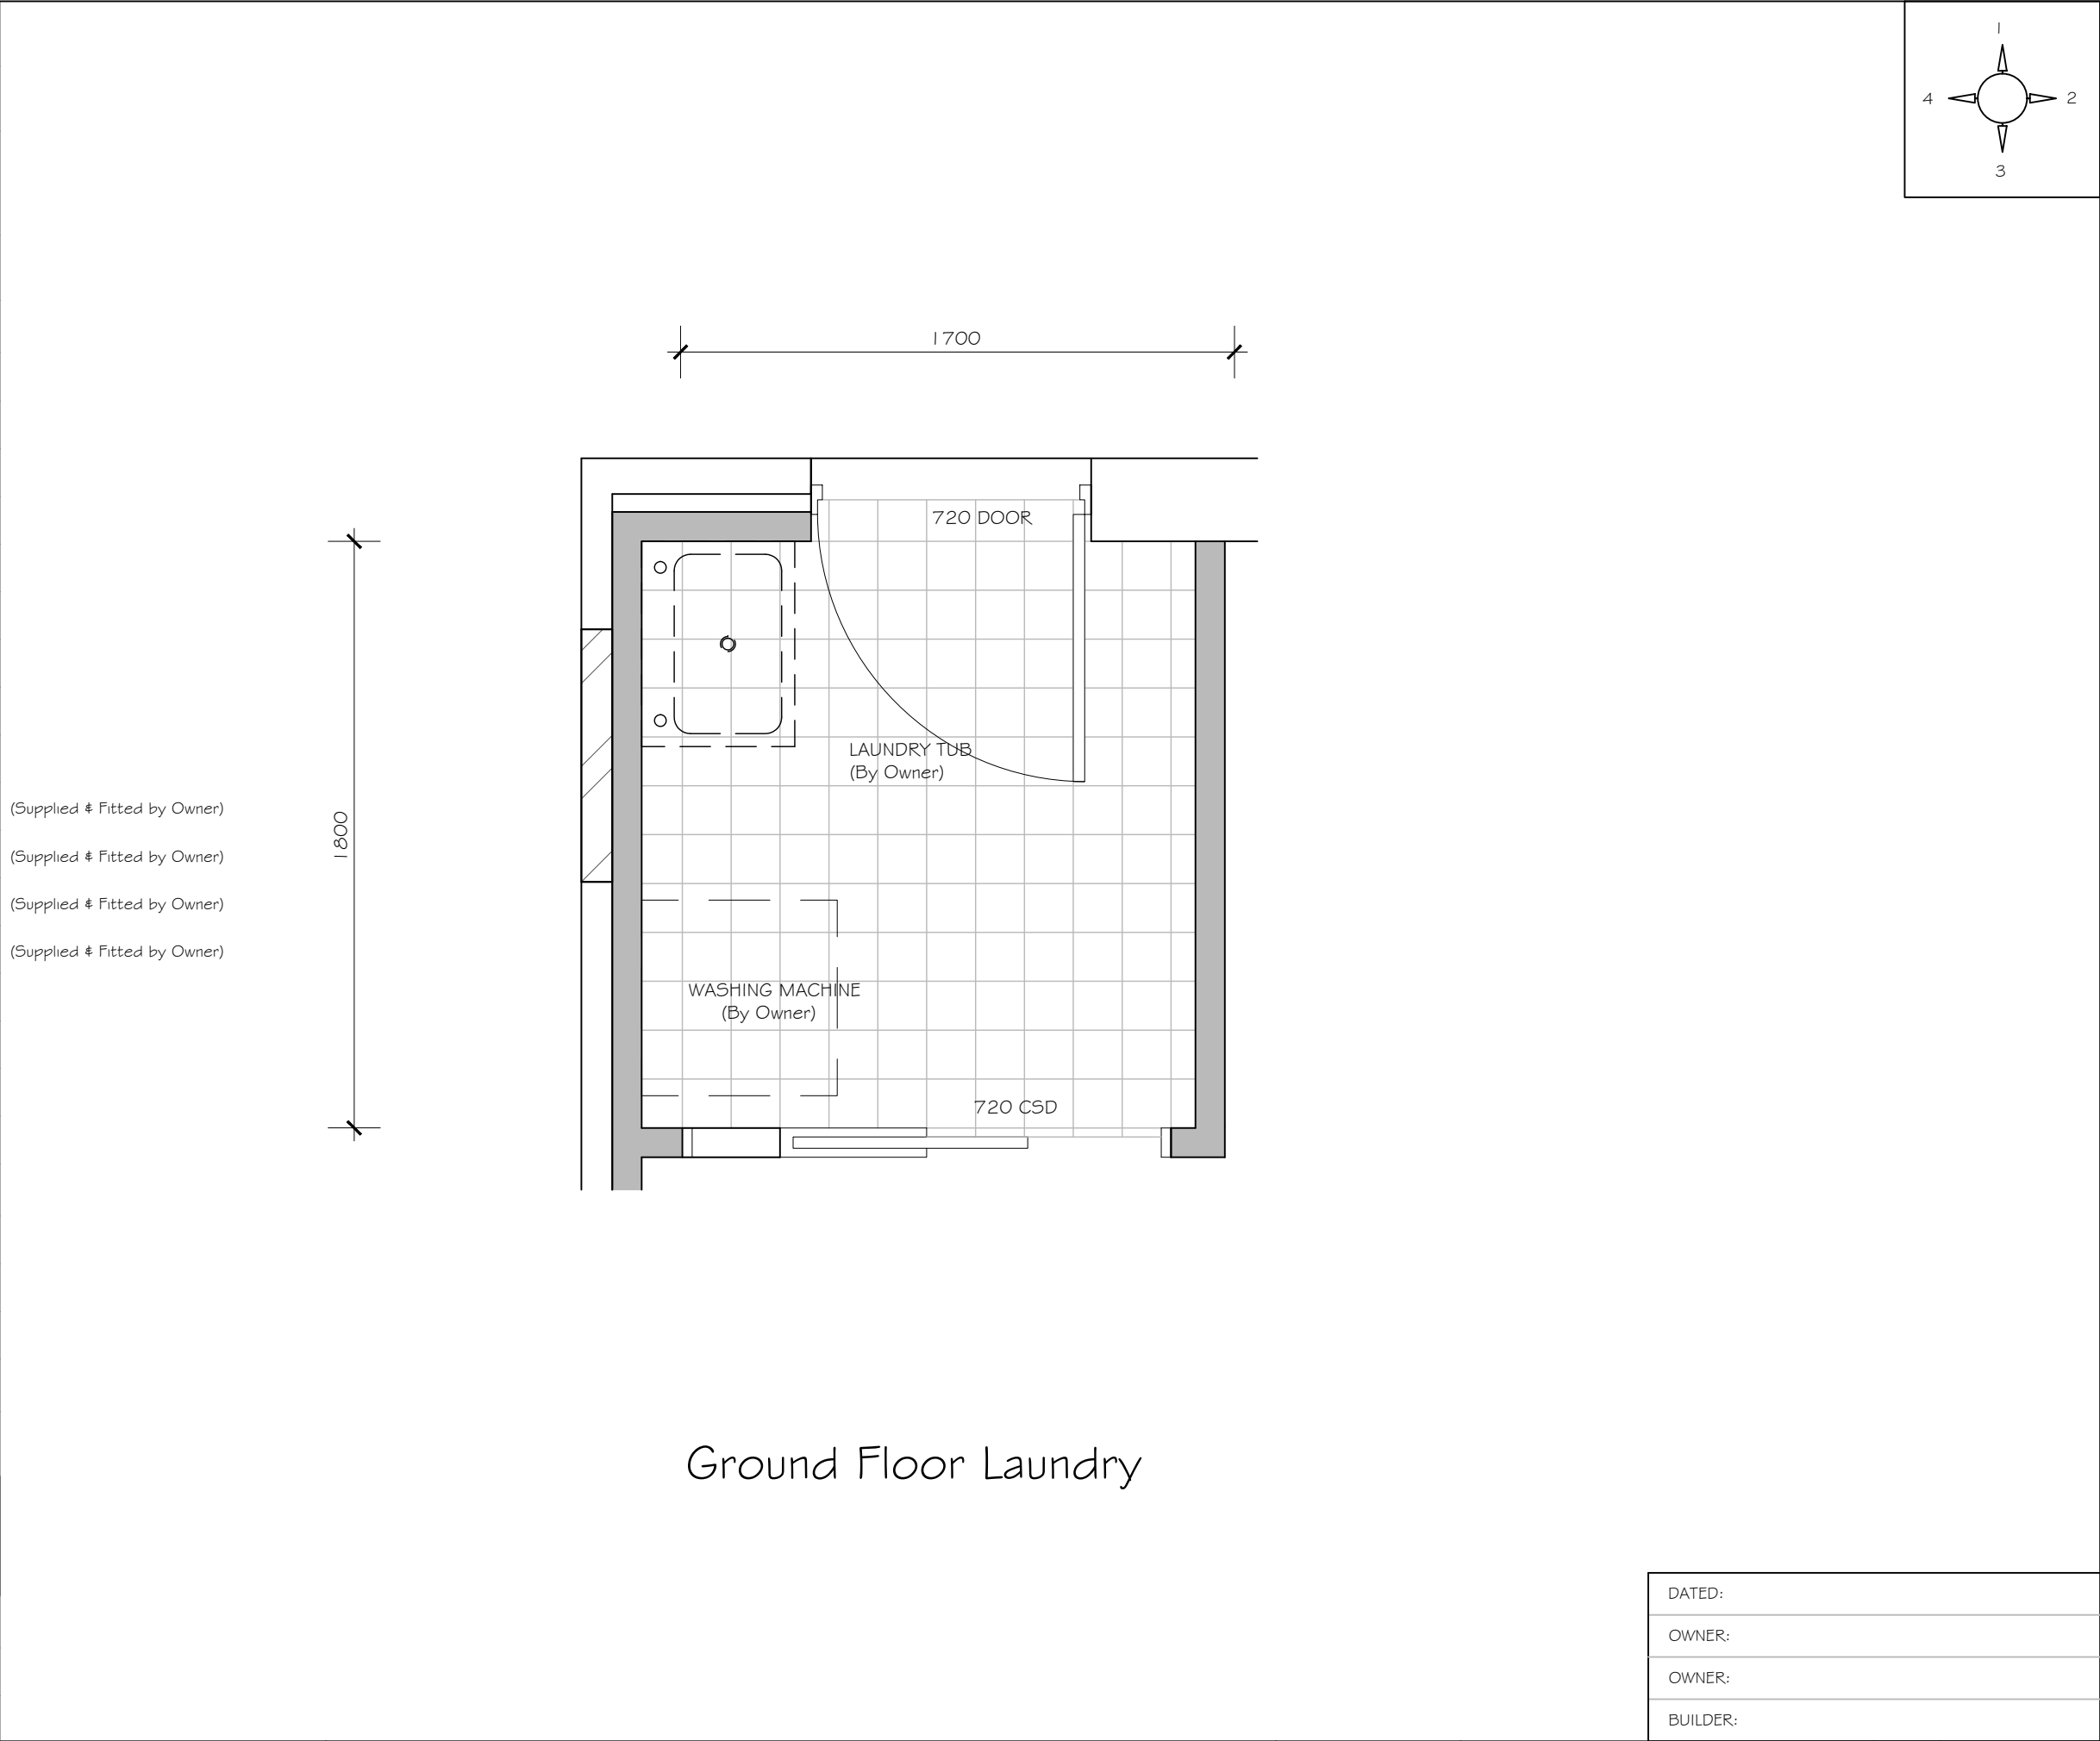 1
4
2
3
1700
720 DOOR
LAUNDRY TUB
(By Owner)
(Supplied & Fitted by Owner)
1800
(Supplied & Fitted by Owner)
(Supplied & Fitted by Owner)
(Supplied & Fitted by Owner)
WASHING MACHINE
(By Owner)
720 CSD
Ground Floor Laundry
DATED:
OWNER:
OWNER:
BUILDER: